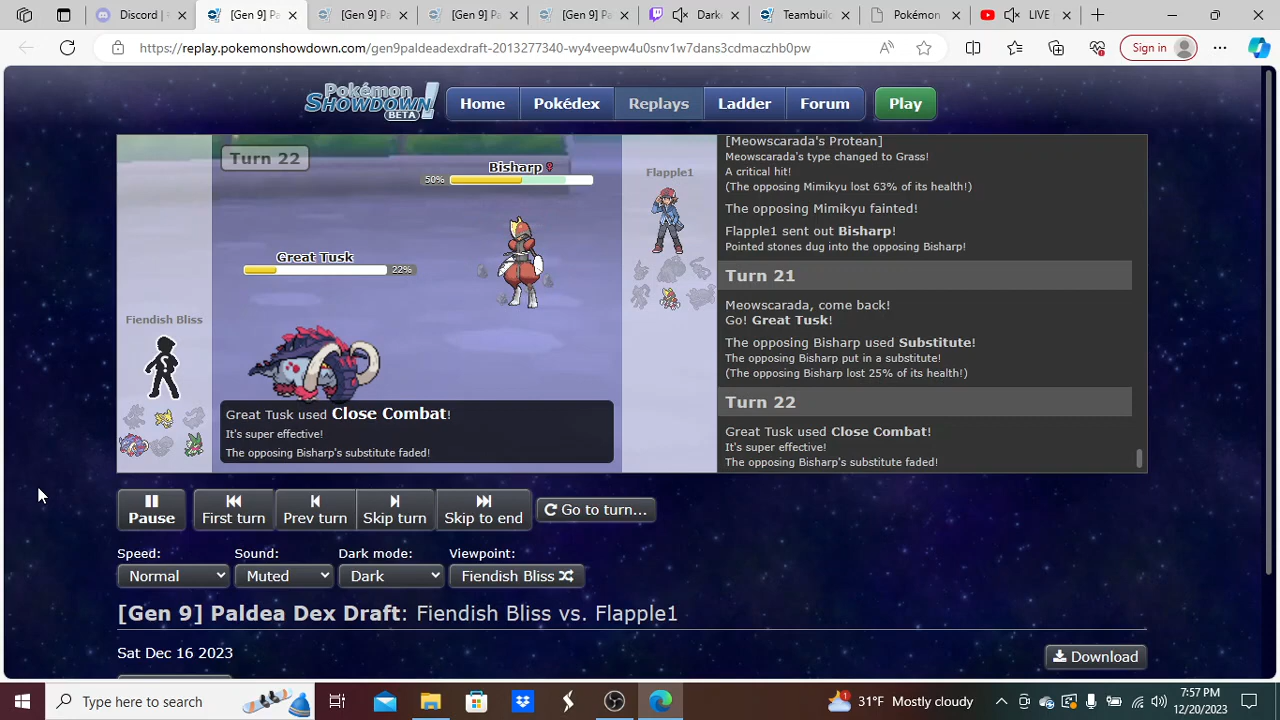 Discord |
[Gen 9] Pa
[Gen 9] Pa
[Gen 9] Pa
[Gen 9] Pa
Dark
Teambuil
Pokémon
LIVE
https://replay.pokemonshowdown.com/gen9paldeadexdraft-2013277340-wy4veepw4u0snv1w7dans3cdmaczhb0pw
Sign in
Pokémon
SHOWDOWN!
BETA
Home
Pokédex
Replays
Ladder
Forum
Play
Turn 22
Bisharp
50%
Great Tusk
22%
Fiendish Bliss
Flapple1
Great Tusk used Close Combat!
It's super effective!
The opposing Bisharp's substitute faded!
[Meowscarada's Protean]
Meowscarada's type changed to Grass!
A critical hit!
(The opposing Mimikyu lost 63% of its health!)
The opposing Mimikyu fainted!
Flapple1 sent out Bisharp!
Pointed stones dug into the opposing Bisharp!
Turn 21
Meowscarada, come back!
Go! Great Tusk!
The opposing Bisharp used Substitute!
The opposing Bisharp put in a substitute!
(The opposing Bisharp lost 25% of its health!)
Turn 22
Great Tusk used Close Combat!
It's super effective!
The opposing Bisharp's substitute faded!
Pause
First turn
Prev turn
Skip turn
Skip to end
Go to turn...
Speed:
Sound:
Dark mode:
Viewpoint:
Normal
Muted
Dark
Fiendish Bliss
[Gen 9] Paldea Dex Draft: Fiendish Bliss vs. Flapple1
Sat Dec 16 2023
Download
Type here to search
1
31°F Mostly cloudy
7:57 PM
12/20/2023